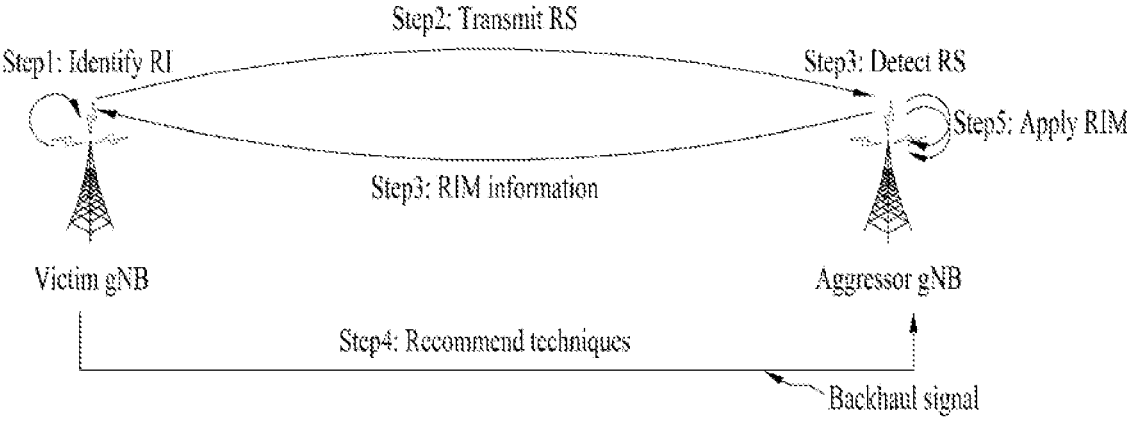 Step2: Transmit RS
Step1: Identify RI
Step3: Detect RS
Step5: Apply RIM
Step3: RIM information
Victim gNB
Aggressor gNB
Step4: Recommend techniques
Backhaul signal